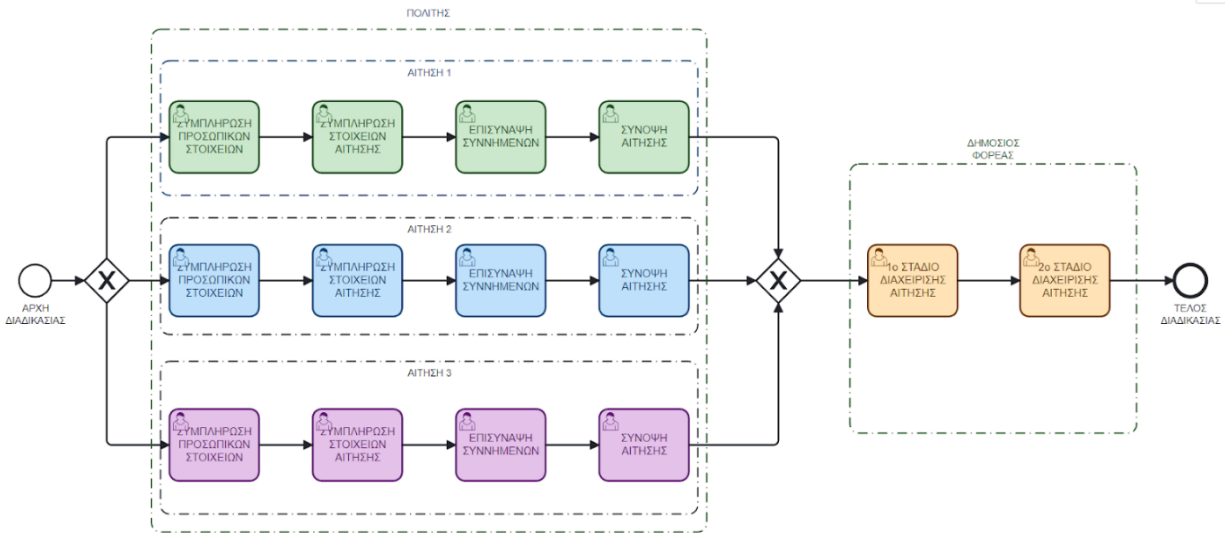 ΠΟΛΙΤΗΣ
ΑΙΤΗΣΗ 1
ΣΥΜΠΛΗΡΩΣΗ
ΠΡΟΣΩΠΙΚΩΝ
ΣΤΟΙΧΕΙΩΝ
ΣΥΜΠΛΗΡΩΣΗ
ΣΤΟΙΧΕΙΩΝ
ΑΙΤΗΣΗΣ
ΕΠΙΣΥΝΑΨΗ
ΣΥΝΝΗΜΕΝΩΝ
ΣΥΝΟΨΗ
ΑΙΤΗΣΗΣ
ΑΙΤΗΣΗ 2
ΣΥΜΠΛΗΡΩΣΗ
ΠΡΟΣΩΠΙΚΩΝ
ΣΤΟΙΧΕΙΩΝ
ΣΥΜΠΛΗΡΩΣΗ
ΣΤΟΙΧΕΙΩΝ
ΑΙΤΗΣΗΣ
ΕΠΙΣΥΝΑΨΗ
ΣΥΝΝΗΜΕΝΩΝ
ΣΥΝΟΨΗ
ΑΙΤΗΣΗΣ
ΑΙΤΗΣΗ 3
ΣΥΜΠΛΗΡΩΣΗ
ΠΡΟΣΩΠΙΚΩΝ
ΣΤΟΙΧΕΙΩΝ
ΣΥΜΠΛΗΡΩΣΗ
ΣΤΟΙΧΕΙΩΝ
ΑΙΤΗΣΗΣ
ΕΠΙΣΥΝΑΨΗ
ΣΥΝΝΗΜΕΝΩΝ
ΣΥΝΟΨΗ
ΑΙΤΗΣΗΣ
ΑΡΧΗ
ΔΙΑΔΙΚΑΣΙΑΣ
ΔΗΜΟΣΙΟΣ
ΦΟΡΕΑΣ
1ο ΣΤΑΔΙΟ
ΔΙΑΧΕΙΡΙΣΗΣ
ΑΙΤΗΣΗΣ
2ο ΣΤΑΔΙΟ
ΔΙΑΧΕΙΡΙΣΗΣ
ΑΙΤΗΣΗΣ
ΤΕΛΟΣ
ΔΙΑΔΙΚΑΣΙΑΣ